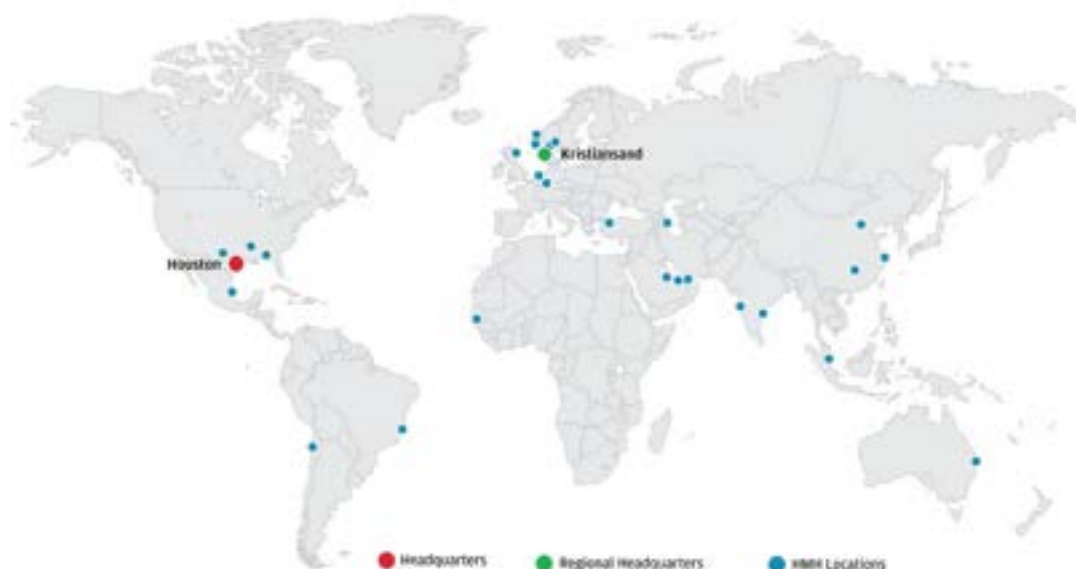 Kristiansand
Houston
Headquarters
Regional Headquarters
HMH Locations